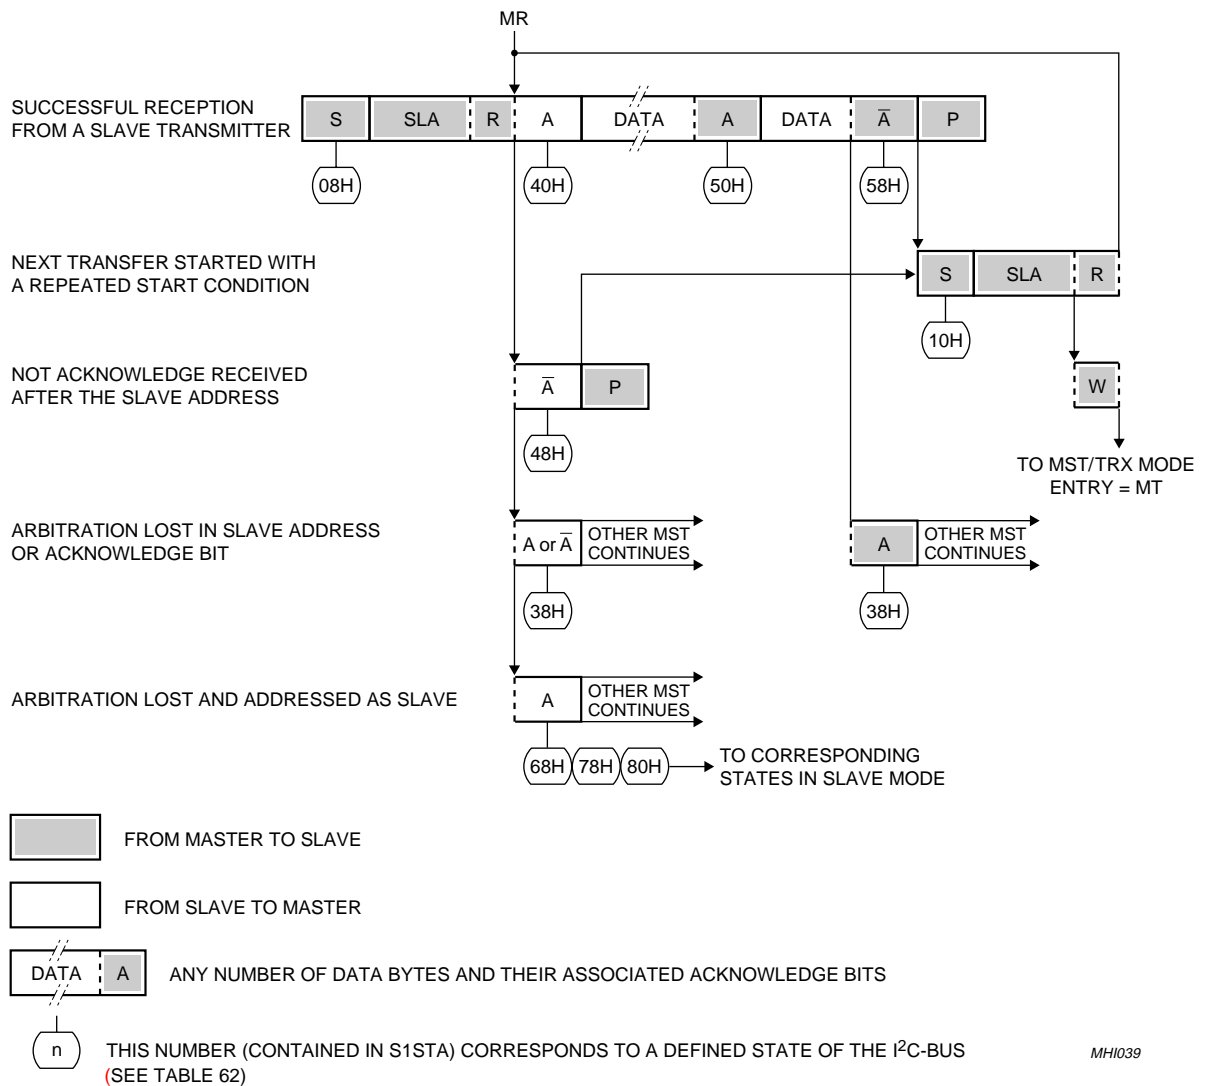 MR
SUCCESSFUL RECEPTION
FROM A SLAVE TRANSMITTER
S SLA R A DATA A DATA A̅ P
08H 40H 50H 58H
NEXT TRANSFER STARTED WITH
A REPEATED START CONDITION
S SLA R
10H
NOT ACKNOWLEDGE RECEIVED
AFTER THE SLAVE ADDRESS
A̅ P
W
48H
TO MST/TRX MODE
ENTRY = MT
ARBITRATION LOST IN SLAVE ADDRESS
OR ACKNOWLEDGE BIT
A or A̅
OTHER MST
CONTINUES
A
OTHER MST
CONTINUES
38H 38H
ARBITRATION LOST AND ADDRESSED AS SLAVE
A
OTHER MST
CONTINUES
68H 78H 80H
TO CORRESPONDING
STATES IN SLAVE MODE
FROM MASTER TO SLAVE
FROM SLAVE TO MASTER
DATA A
ANY NUMBER OF DATA BYTES AND THEIR ASSOCIATED ACKNOWLEDGE BITS
n
THIS NUMBER (CONTAINED IN S1STA) CORRESPONDS TO A DEFINED STATE OF THE I²C-BUS
(SEE TABLE 62)
MHI039